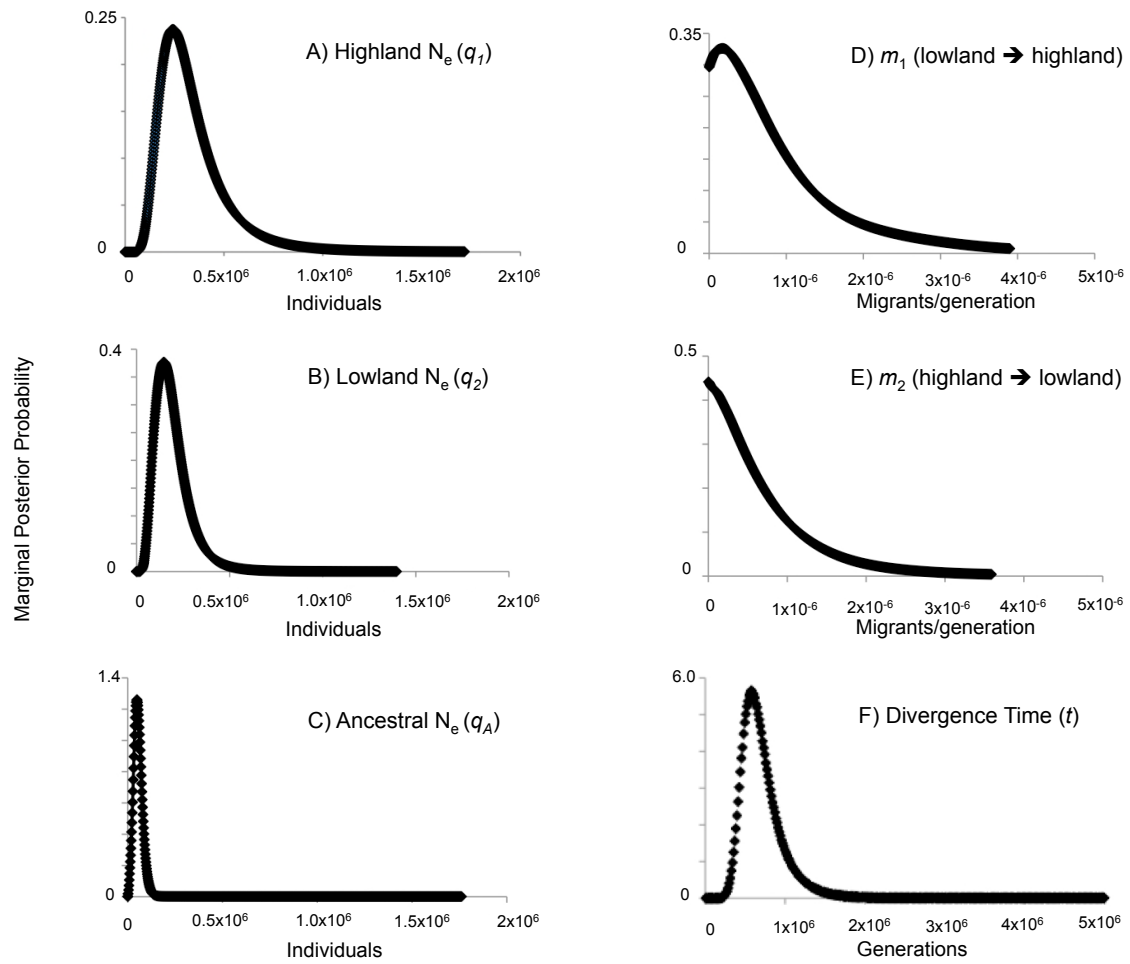 Marginal Posterior Probability
A) Highland Nₑ (q₁)
0.25
0
0 0.5x10⁶ 1.0x10⁶ 1.5x10⁶ 2x10⁶
Individuals
B) Lowland Nₑ (q₂)
0.4
0
0 0.5x10⁶ 1.0x10⁶ 1.5x10⁶ 2x10⁶
Individuals
C) Ancestral Nₑ (q_A)
1.4
0
0 0.5x10⁶ 1.0x10⁶ 1.5x10⁶ 2x10⁶
Individuals
D) m₁ (lowland ➔ highland)
0.35
0
0 1x10⁻⁶ 2x10⁻⁶ 3x10⁻⁶ 4x10⁻⁶ 5x10⁻⁶
Migrants/generation
E) m₂ (highland ➔ lowland)
0.5
0
0 1x10⁻⁶ 2x10⁻⁶ 3x10⁻⁶ 4x10⁻⁶ 5x10⁻⁶
Migrants/generation
F) Divergence Time (t)
6.0
0
0 1x10⁶ 2x10⁶ 3x10⁶ 4x10⁶ 5x10⁶
Generations